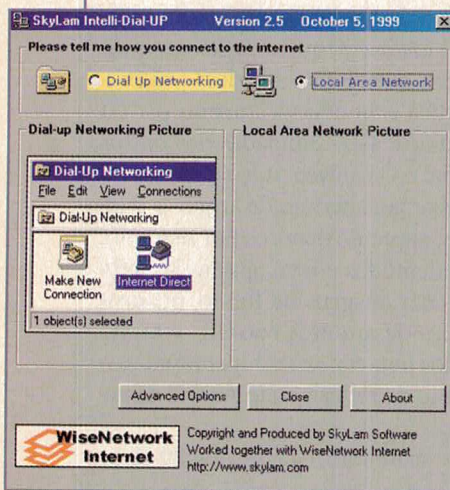 SkyLam Intelli-Dial-UP Version 2.5 October 5, 1999
Please tell me how you connect to the internet
Dial Up Networking
Local Area Network
Dial-up Networking Picture
Local Area Network Picture
Dial-Up Networking
File Edit View Connections
Dial-Up Networking
Make New
Connection
Internet Direct
1 object(s) selected
Advanced Options
Close
About
WiseNetwork
Internet
Copyright and Produced by SkyLam Software
Worked together with WiseNetwork Internet
http://www.skylam.com